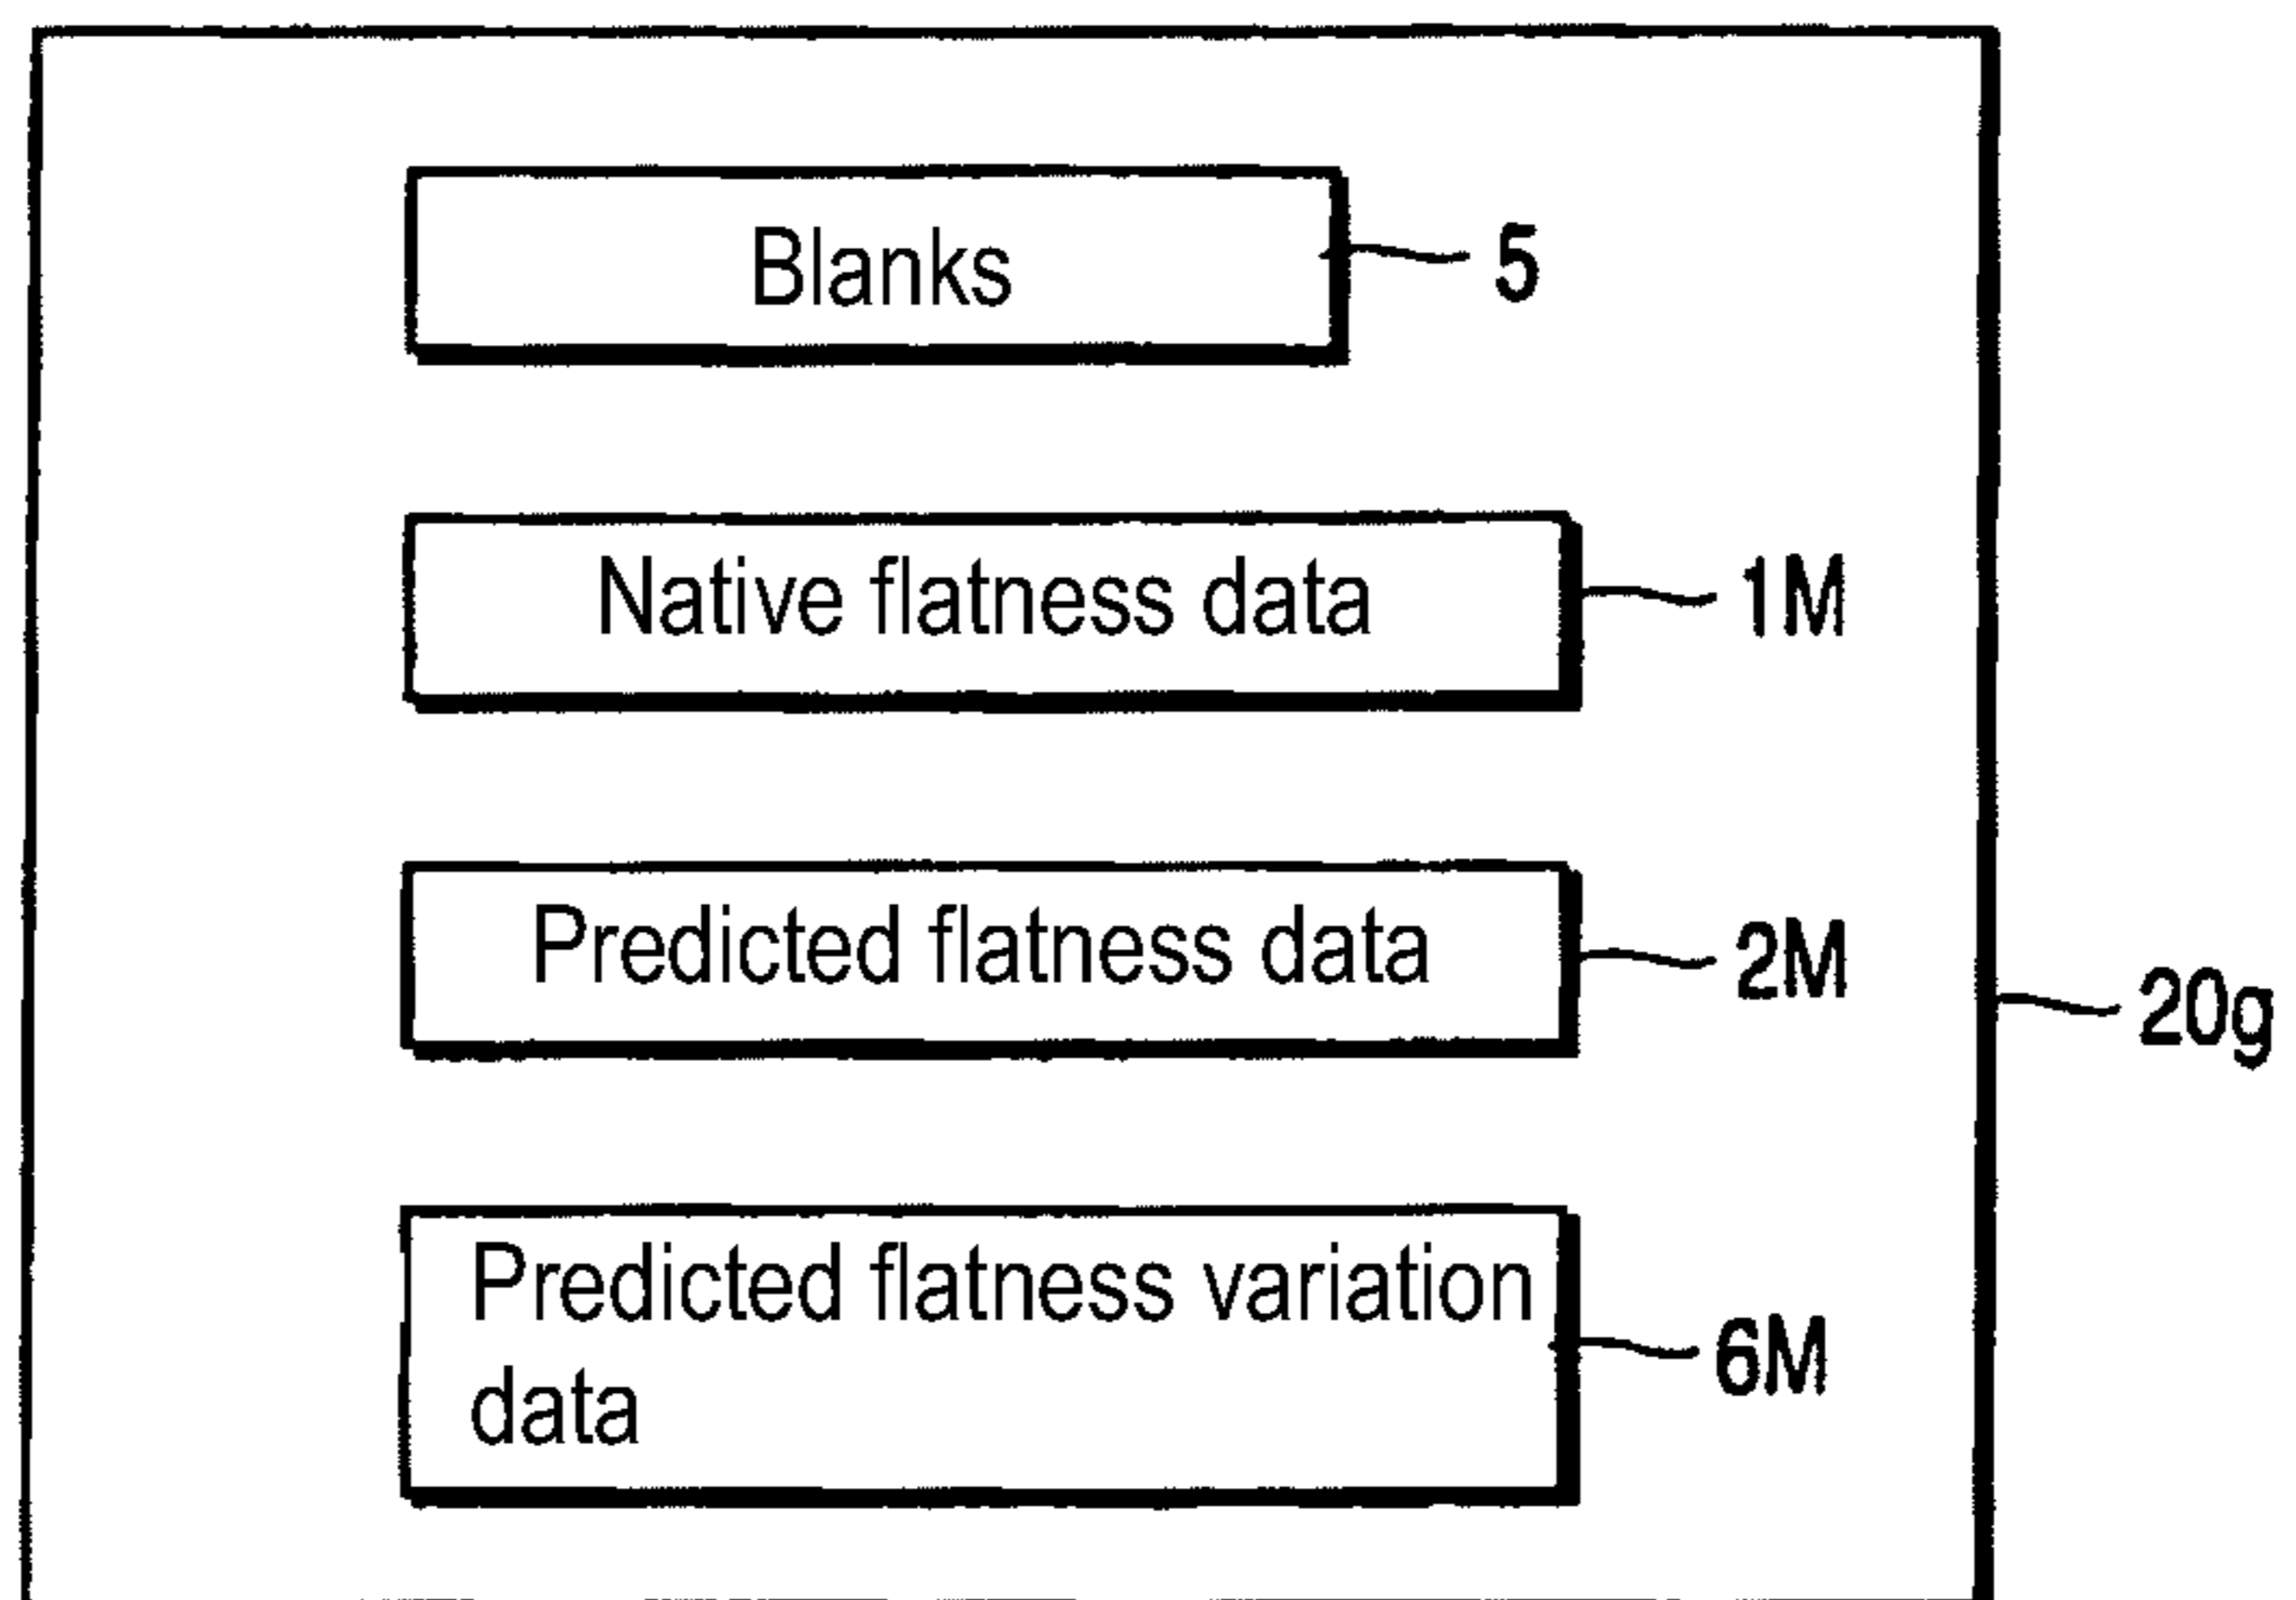 Blanks
5
Native flatness data
1M
Predicted flatness data
2M
20g
Predicted flatness variation
data
6M